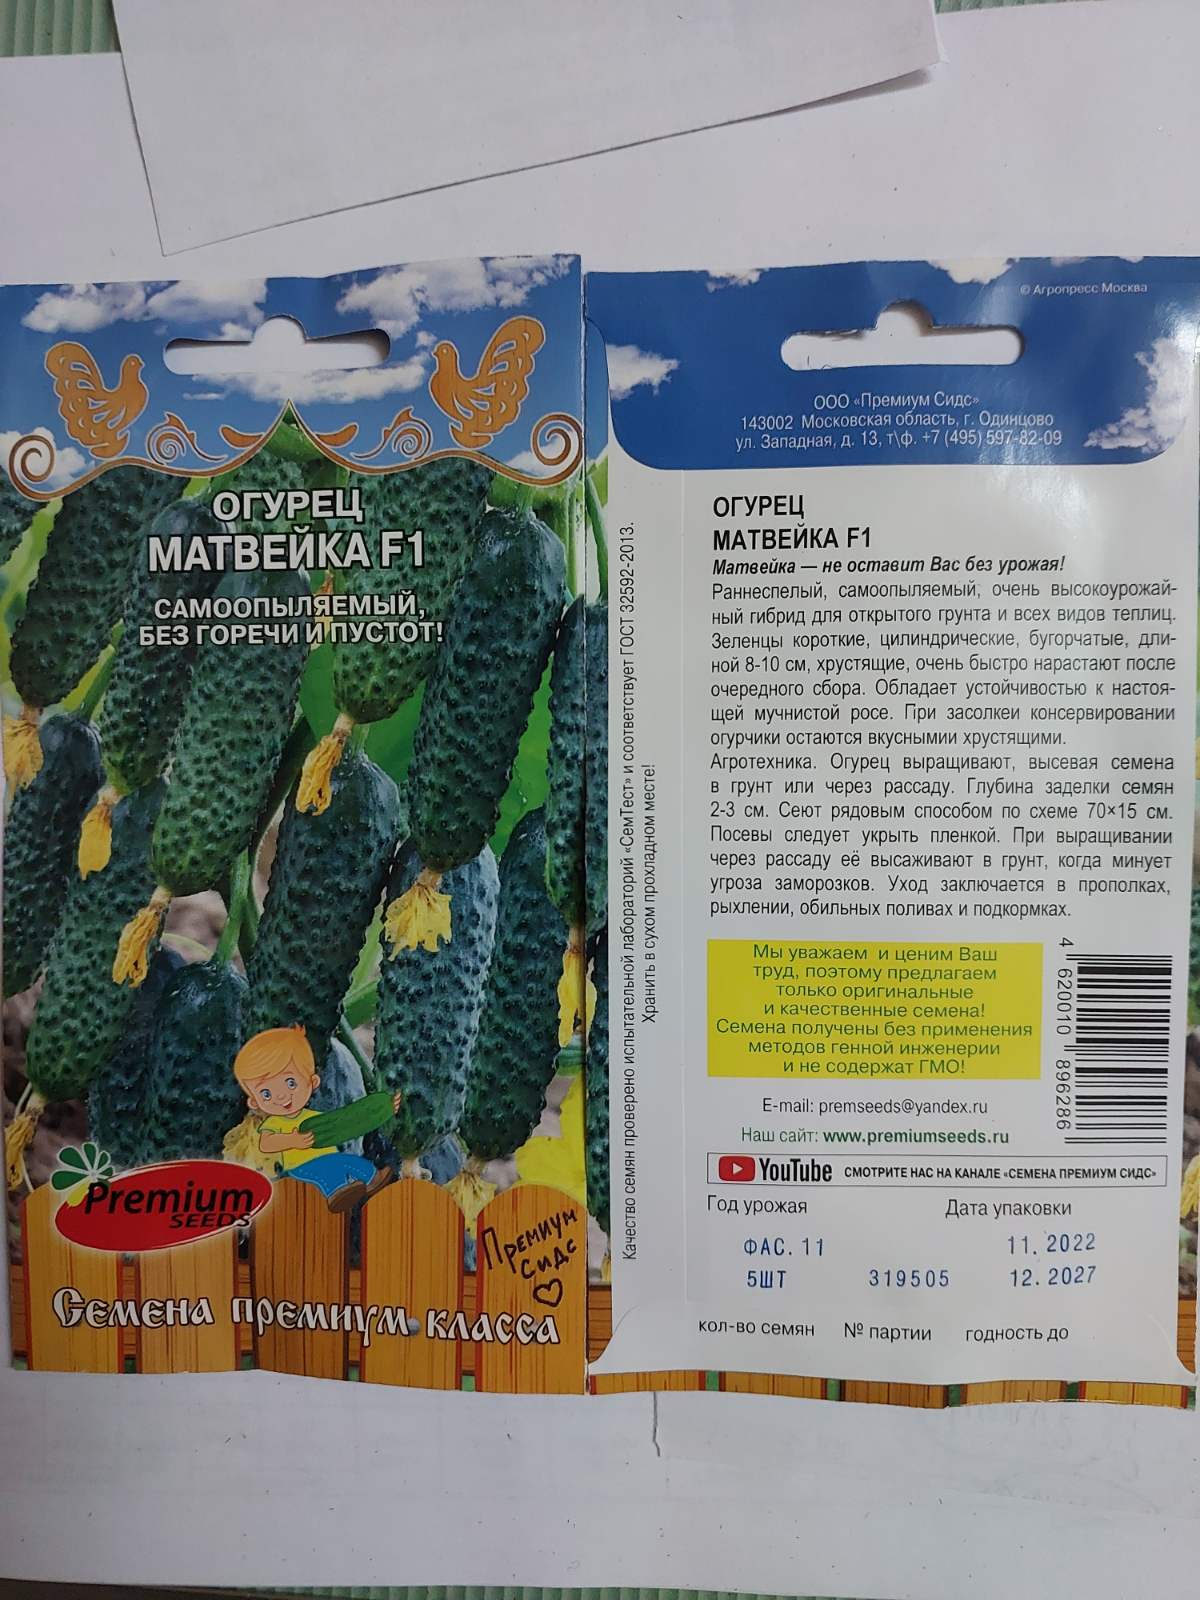 ОГУРЕЦ
МАТВЕЙКА F1
САМООПЫЛЯЕМЫЙ,
БЕЗ ГОРЕЧИ И ПУСТОТ!
Premium
SEEDS
Премиум
Сидс
Семена премиум класса
© Агропресс Москва
ООО «Премиум Сидс»
143002 Московская область, г. Одинцово
ул. Западная, д. 13, т\ф. +7 (495) 597-82-09
ОГУРЕЦ
МАТВЕЙКА F1
Матвейка — не оставит Вас без урожая!
Раннеспелый, самоопыляемый, очень высокоурожай-
ный гибрид для открытого грунта и всех видов теплиц.
Зеленцы короткие, цилиндрические, бугорчатые, дли-
ной 8-10 см, хрустящие, очень быстро нарастают после
очередного сбора. Обладает устойчивостью к настоя-
щей мучнистой росе. При засолкеи консервировании
огурчики остаются вкусными хрустящими.
Агротехника. Огурец выращивают, высевая семена
в грунт или через рассаду. Глубина заделки семян
2-3 см. Сеют рядовым способом по схеме 70×15 см.
Посевы следует укрыть пленкой. При выращивании
через рассаду её высаживают в грунт, когда минует
угроза заморозков. Уход заключается в прополках,
рыхлении, обильных поливах и подкормках.
Качество семян проверено испытательной лабораторий «СемТест» и соответствует ГОСТ 32592-2013.
Хранить в сухом прохладном месте!
Мы уважаем и ценим Ваш
труд, поэтому предлагаем
только оригинальные
и качественные семена!
Семена получены без применения
методов генной инженерии
и не содержат ГМО!
4 620010 896286
E-mail: premseeds@yandex.ru
Наш сайт: www.premiumseeds.ru
YouTube СМОТРИТЕ НАС НА КАНАЛЕ «СЕМЕНА ПРЕМИУМ СИДС»
Год урожая Дата упаковки
ФАС. 11 11. 2022
5ШТ 319505 12. 2027
кол-во семян № партии годность до